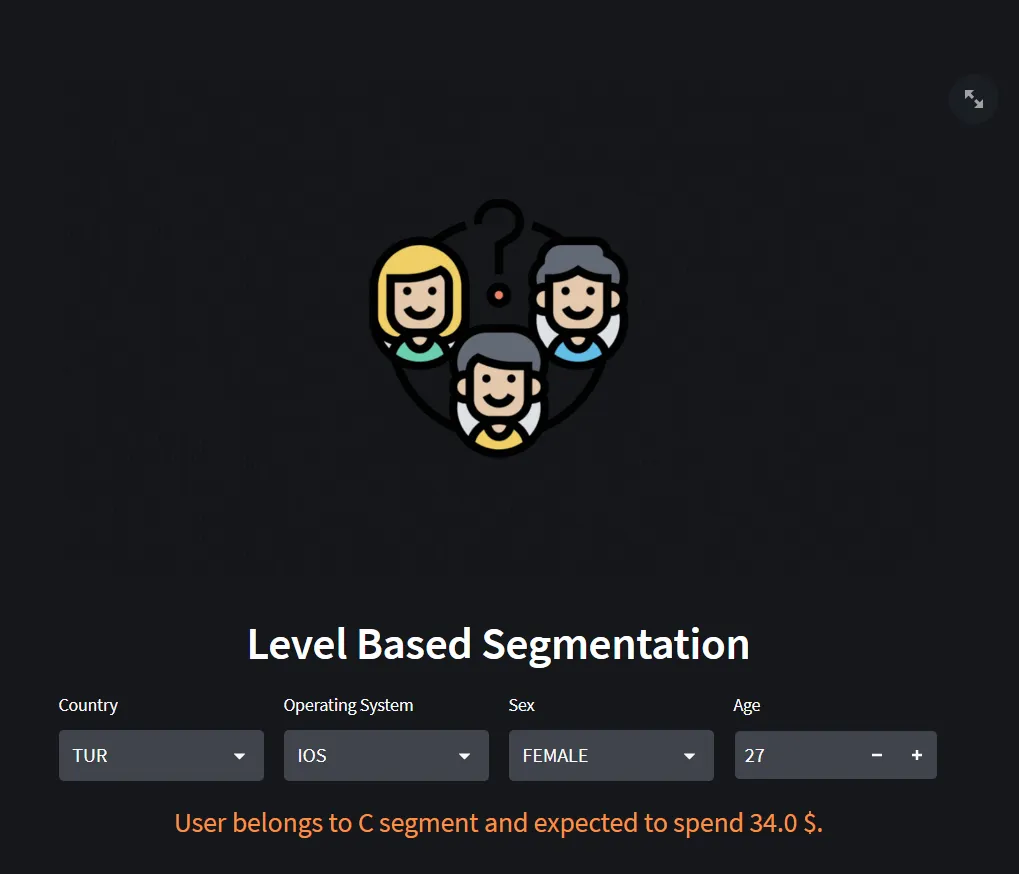 Level Based Segmentation
Country Operating System Sex Age
TUR IOS FEMALE 27 − +
User belongs to C segment and expected to spend 34.0 $.